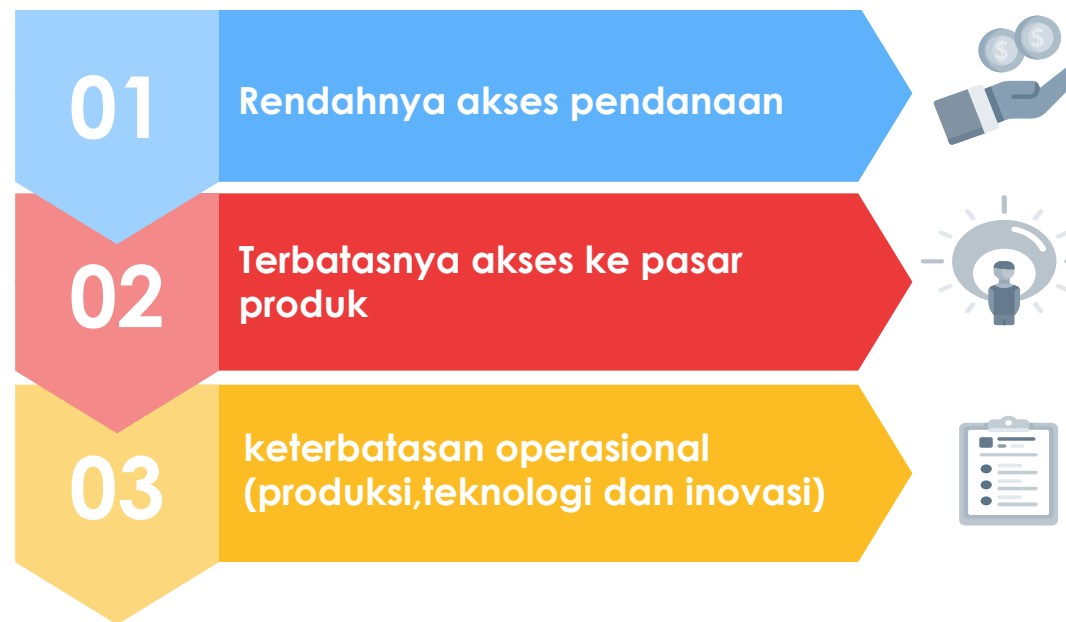 01
Rendahnya akses pendanaan
$
$
02
Terbatasnya akses ke pasar
produk
03
keterbatasan operasional
(produksi,teknologi dan inovasi)